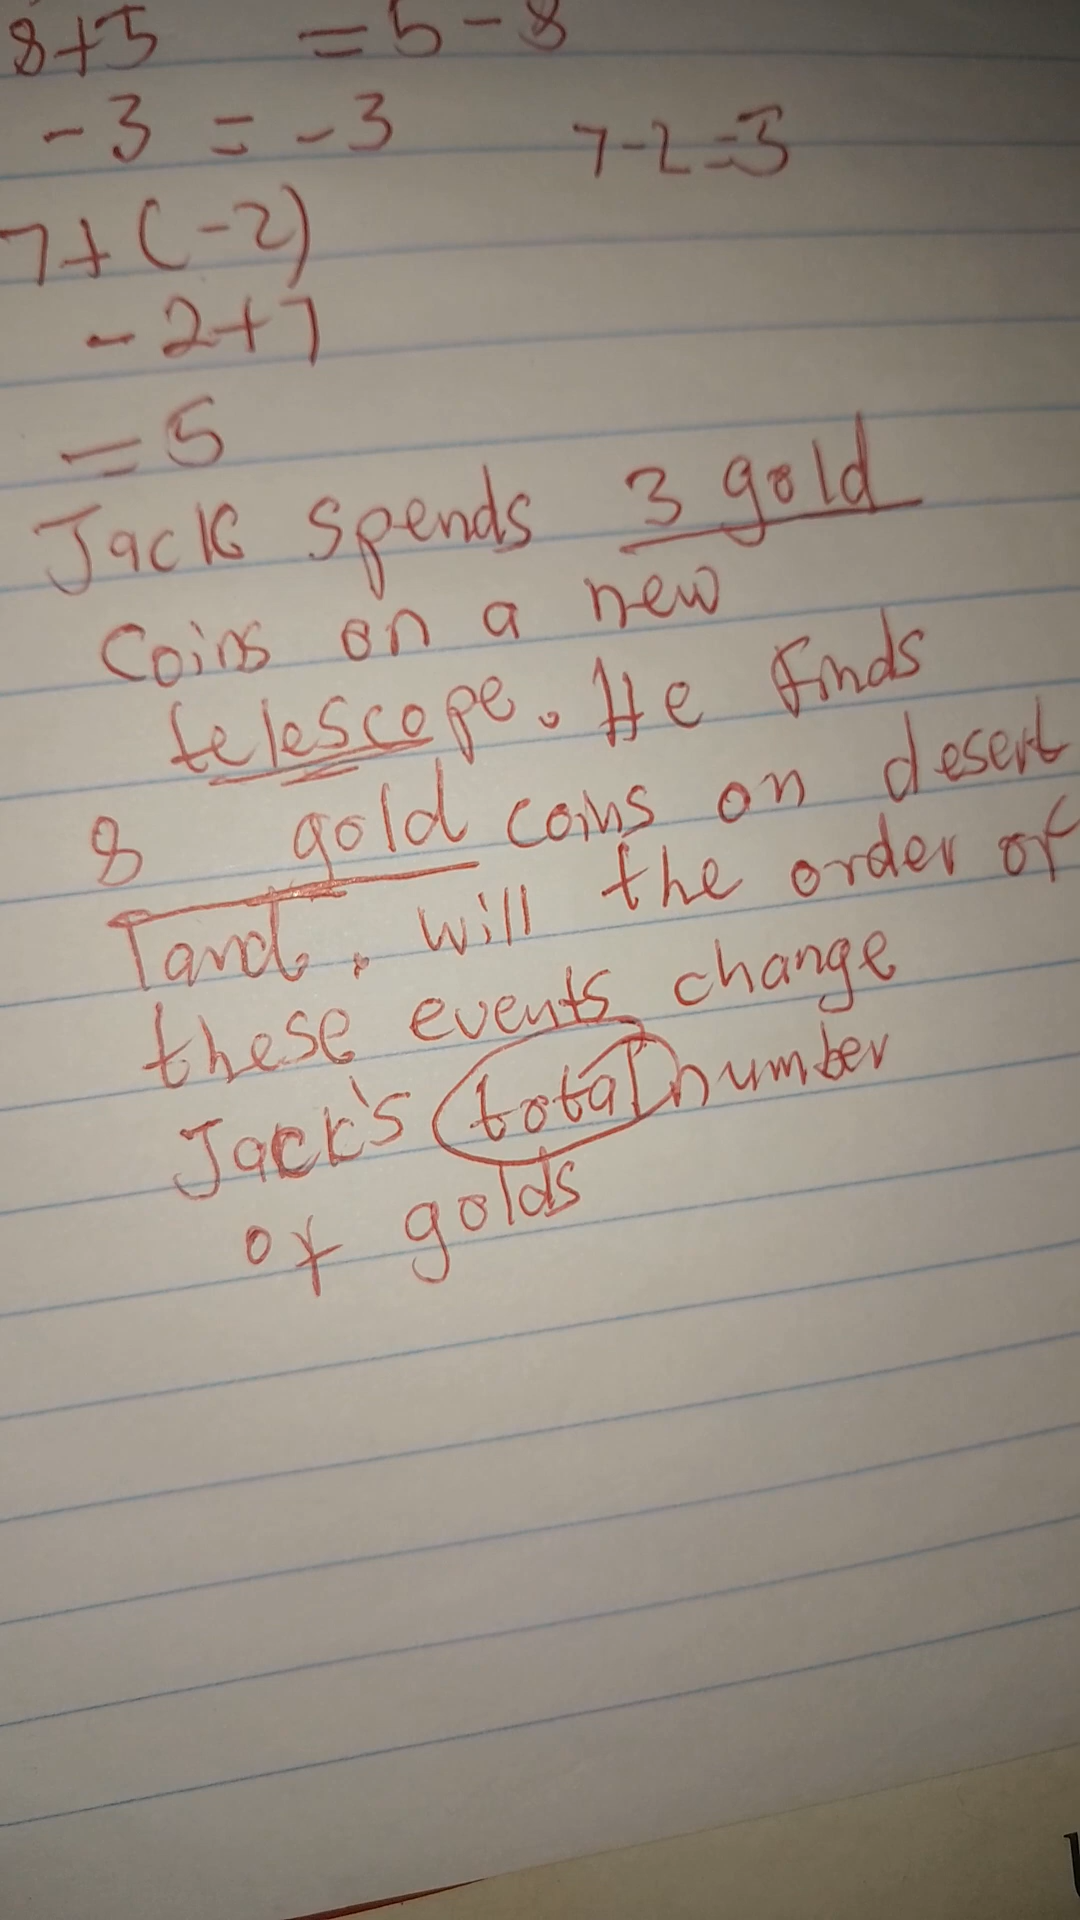 8+5 = 5-8
-3 = -3 7-2=5
7+(-2)
-2+7
=5
Jack spends 3 gold
coins on a new
telescope. He finds
8 gold coins on desert
Iand. will the order of
these events change
Jack's total number
of golds